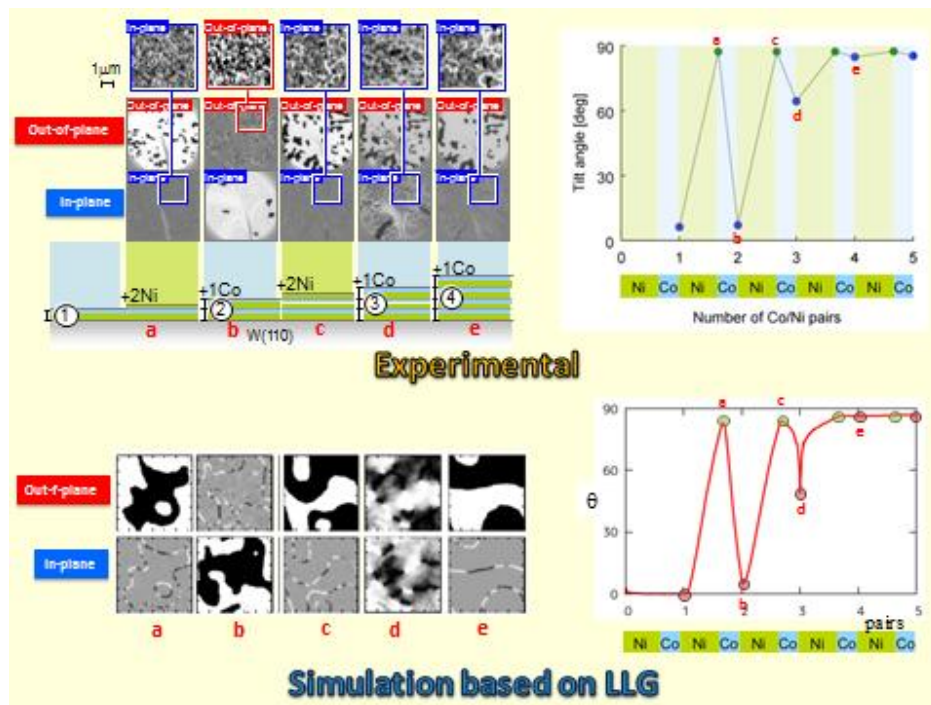 In-plane
Out-of-plane
In-plane
In-plane
In-plane
1μm
Out-of-plane
Out-of-plane
Out-of-plane
Out-of-plane
Out-of-plane
Out-of-plane
In-plane
In-plane
In-plane
In-plane
In-plane
In-plane
1
+2Ni
+1Co
2
+2Ni
+1Co
3
+1Co
4
a b c d e
W(110)
90
60
30
0
Tilt angle [deg]
a
c
d
e
b
0 1 2 3 4 5
Ni Co Ni Co Ni Co Ni Co Ni Co
Number of Co/Ni pairs
Experimental
Out-f-plane
In-plane
a b c d e
90
60
30
0
θ
a
c
d
e
b
0 1 2 3 4 5
pairs
Ni Co Ni Co Ni Co Ni Co Ni Co
Simulation based on LLG